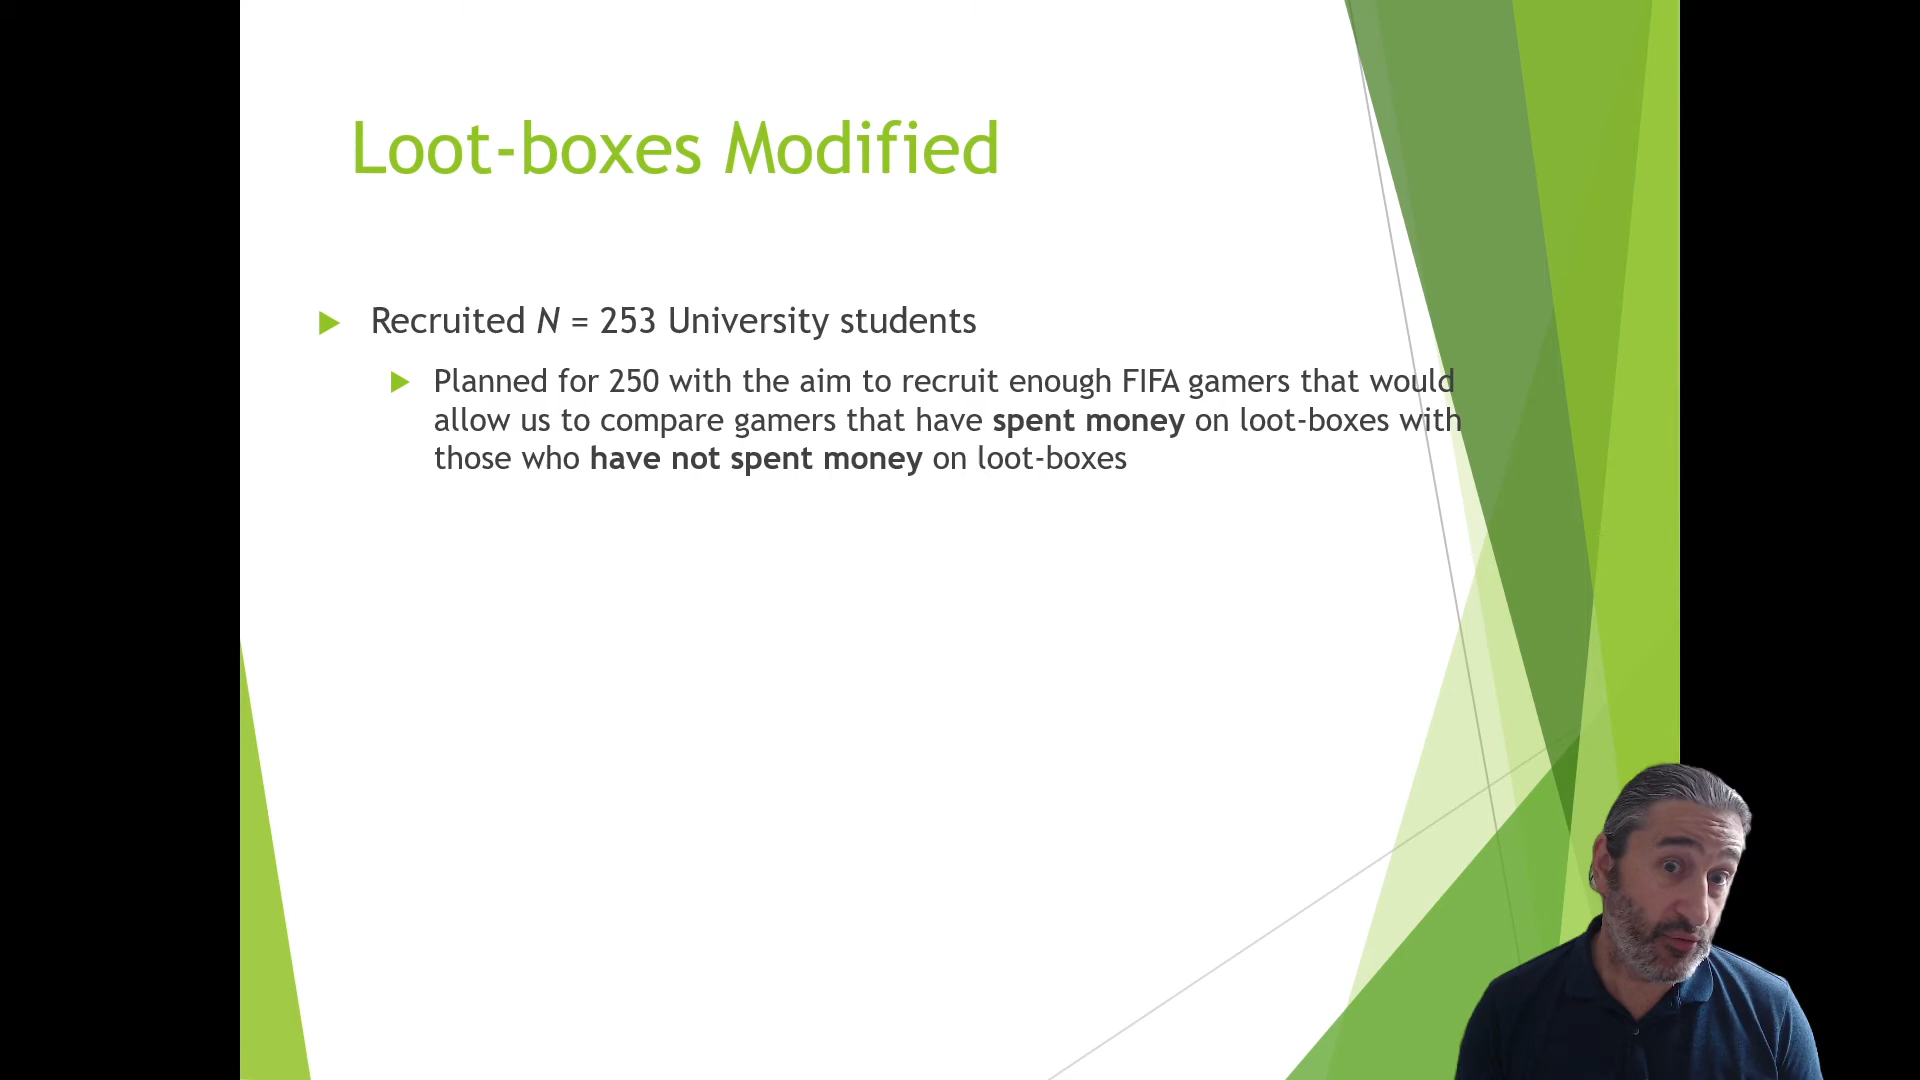 Loot-boxes Modified
Recruited N = 253 University students
Planned for 250 with the aim to recruit enough FIFA gamers that would
allow us to compare gamers that have spent money on loot-boxes with
those who have not spent money on loot-boxes